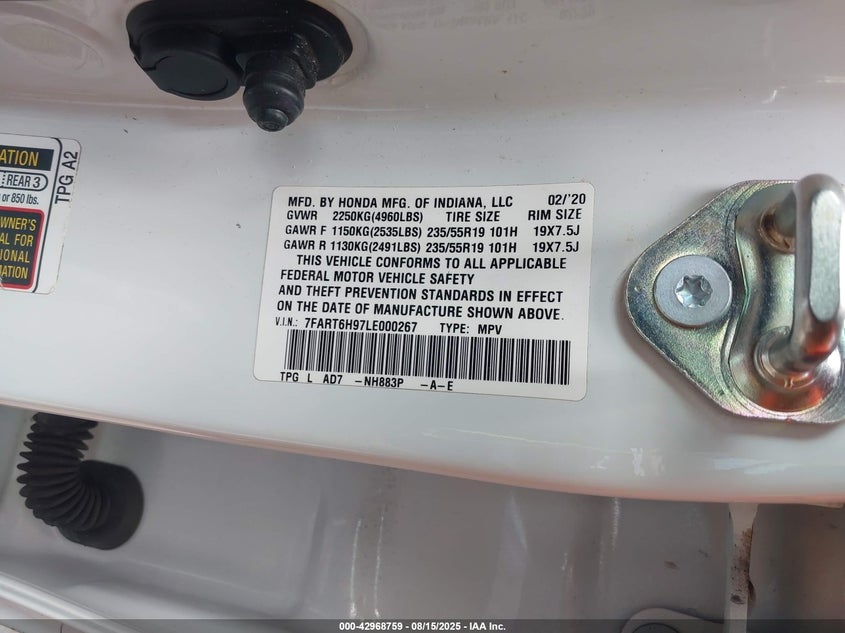 ATION
REAR 3
or 850 lbs.
TPG A2
OWNER'S
AL FOR
TIONAL
RMATION
MFD. BY HONDA MFG. OF INDIANA, LLC 02/'20
GVWR 2250KG(4960LBS) TIRE SIZE RIM SIZE
GAWR F 1150KG(2535LBS) 235/55R19 101H 19X7.5J
GAWR R 1130KG(2491LBS) 235/55R19 101H 19X7.5J
THIS VEHICLE CONFORMS TO ALL APPLICABLE
FEDERAL MOTOR VEHICLE SAFETY
AND THEFT PREVENTION STANDARDS IN EFFECT
ON THE DATE OF MANUFACTURE SHOWN ABOVE.
V.I.N.: 7FART6H97LE000267 TYPE: MPV
TPG L AD7 -NH883P -A-E
000-42968759 - 08/15/2025 - IAA Inc.